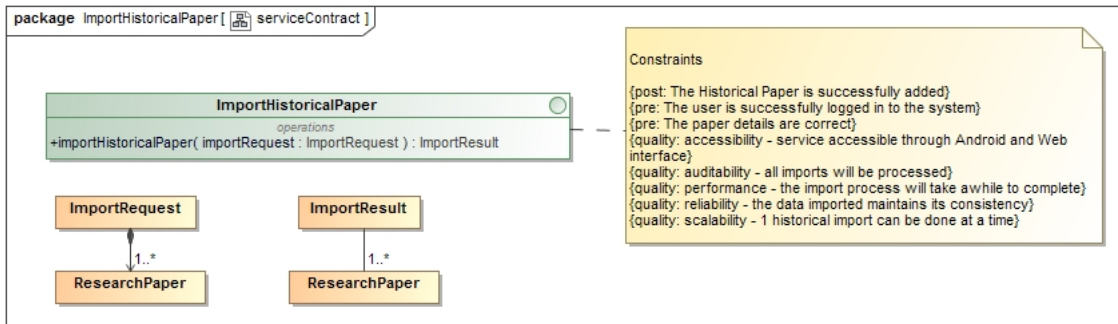 package ImportHistoricalPaper[ serviceContract ]
ImportHistoricalPaper
operations
+importHistoricalPaper( importRequest : ImportRequest ) : ImportResult
Constraints
{post: The Historical Paper is successfully added}
{pre: The user is successfully logged in to the system}
{pre: The paper details are correct}
{quality: accessibility - service accessible through Android and Web
interface}
{quality: auditability - all imports will be processed}
{quality: performance - the import process will take awhile to complete}
{quality: reliability - the data imported maintains its consistency}
{quality: scalability - 1 historical import can be done at a time}
ImportRequest
1..*
ResearchPaper
ImportResult
1..*
ResearchPaper